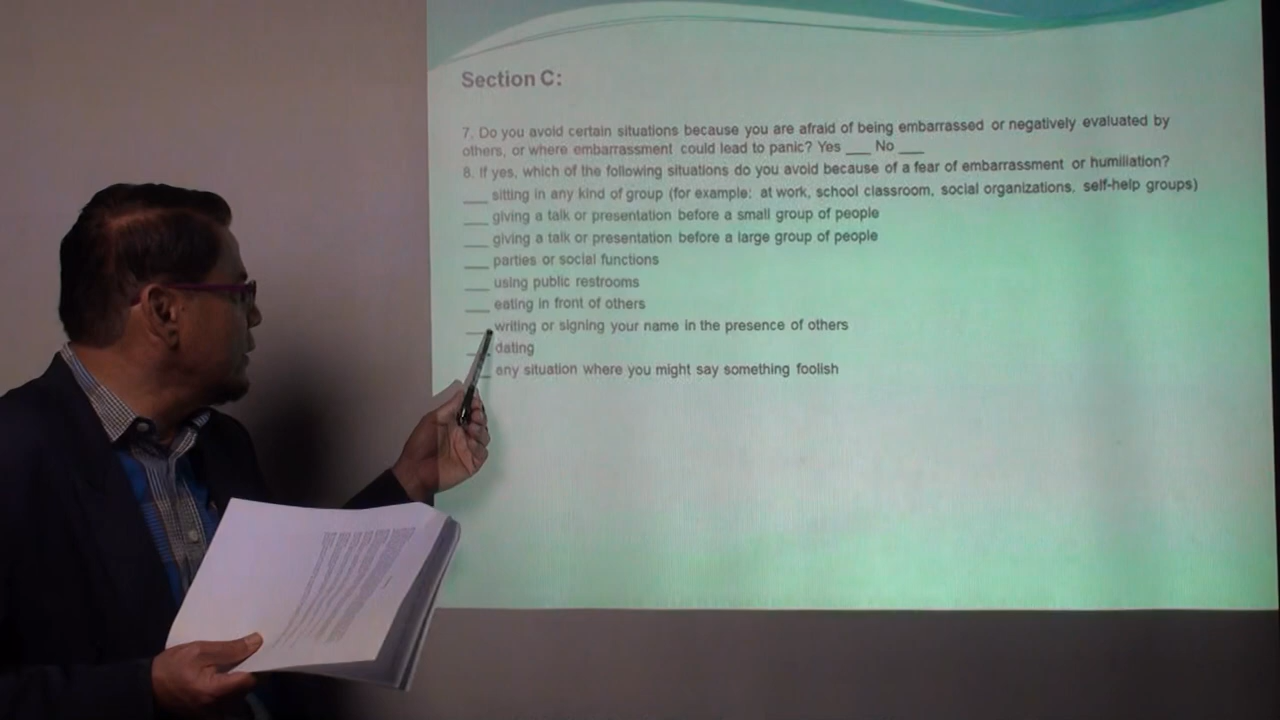 Section C:
7. Do you avoid certain situations because you are afraid of being embarrassed or negatively evaluated by
others, or where embarrassment could lead to panic? Yes ___ No ___
8. If yes, which of the following situations do you avoid because of a fear of embarrassment or humiliation?
___ sitting in any kind of group (for example: at work, school classroom, social organizations, self-help groups)
___ giving a talk or presentation before a small group of people
___ giving a talk or presentation before a large group of people
___ parties or social functions
___ using public restrooms
___ eating in front of others
___ writing or signing your name in the presence of others
___ dating
___ any situation where you might say something foolish